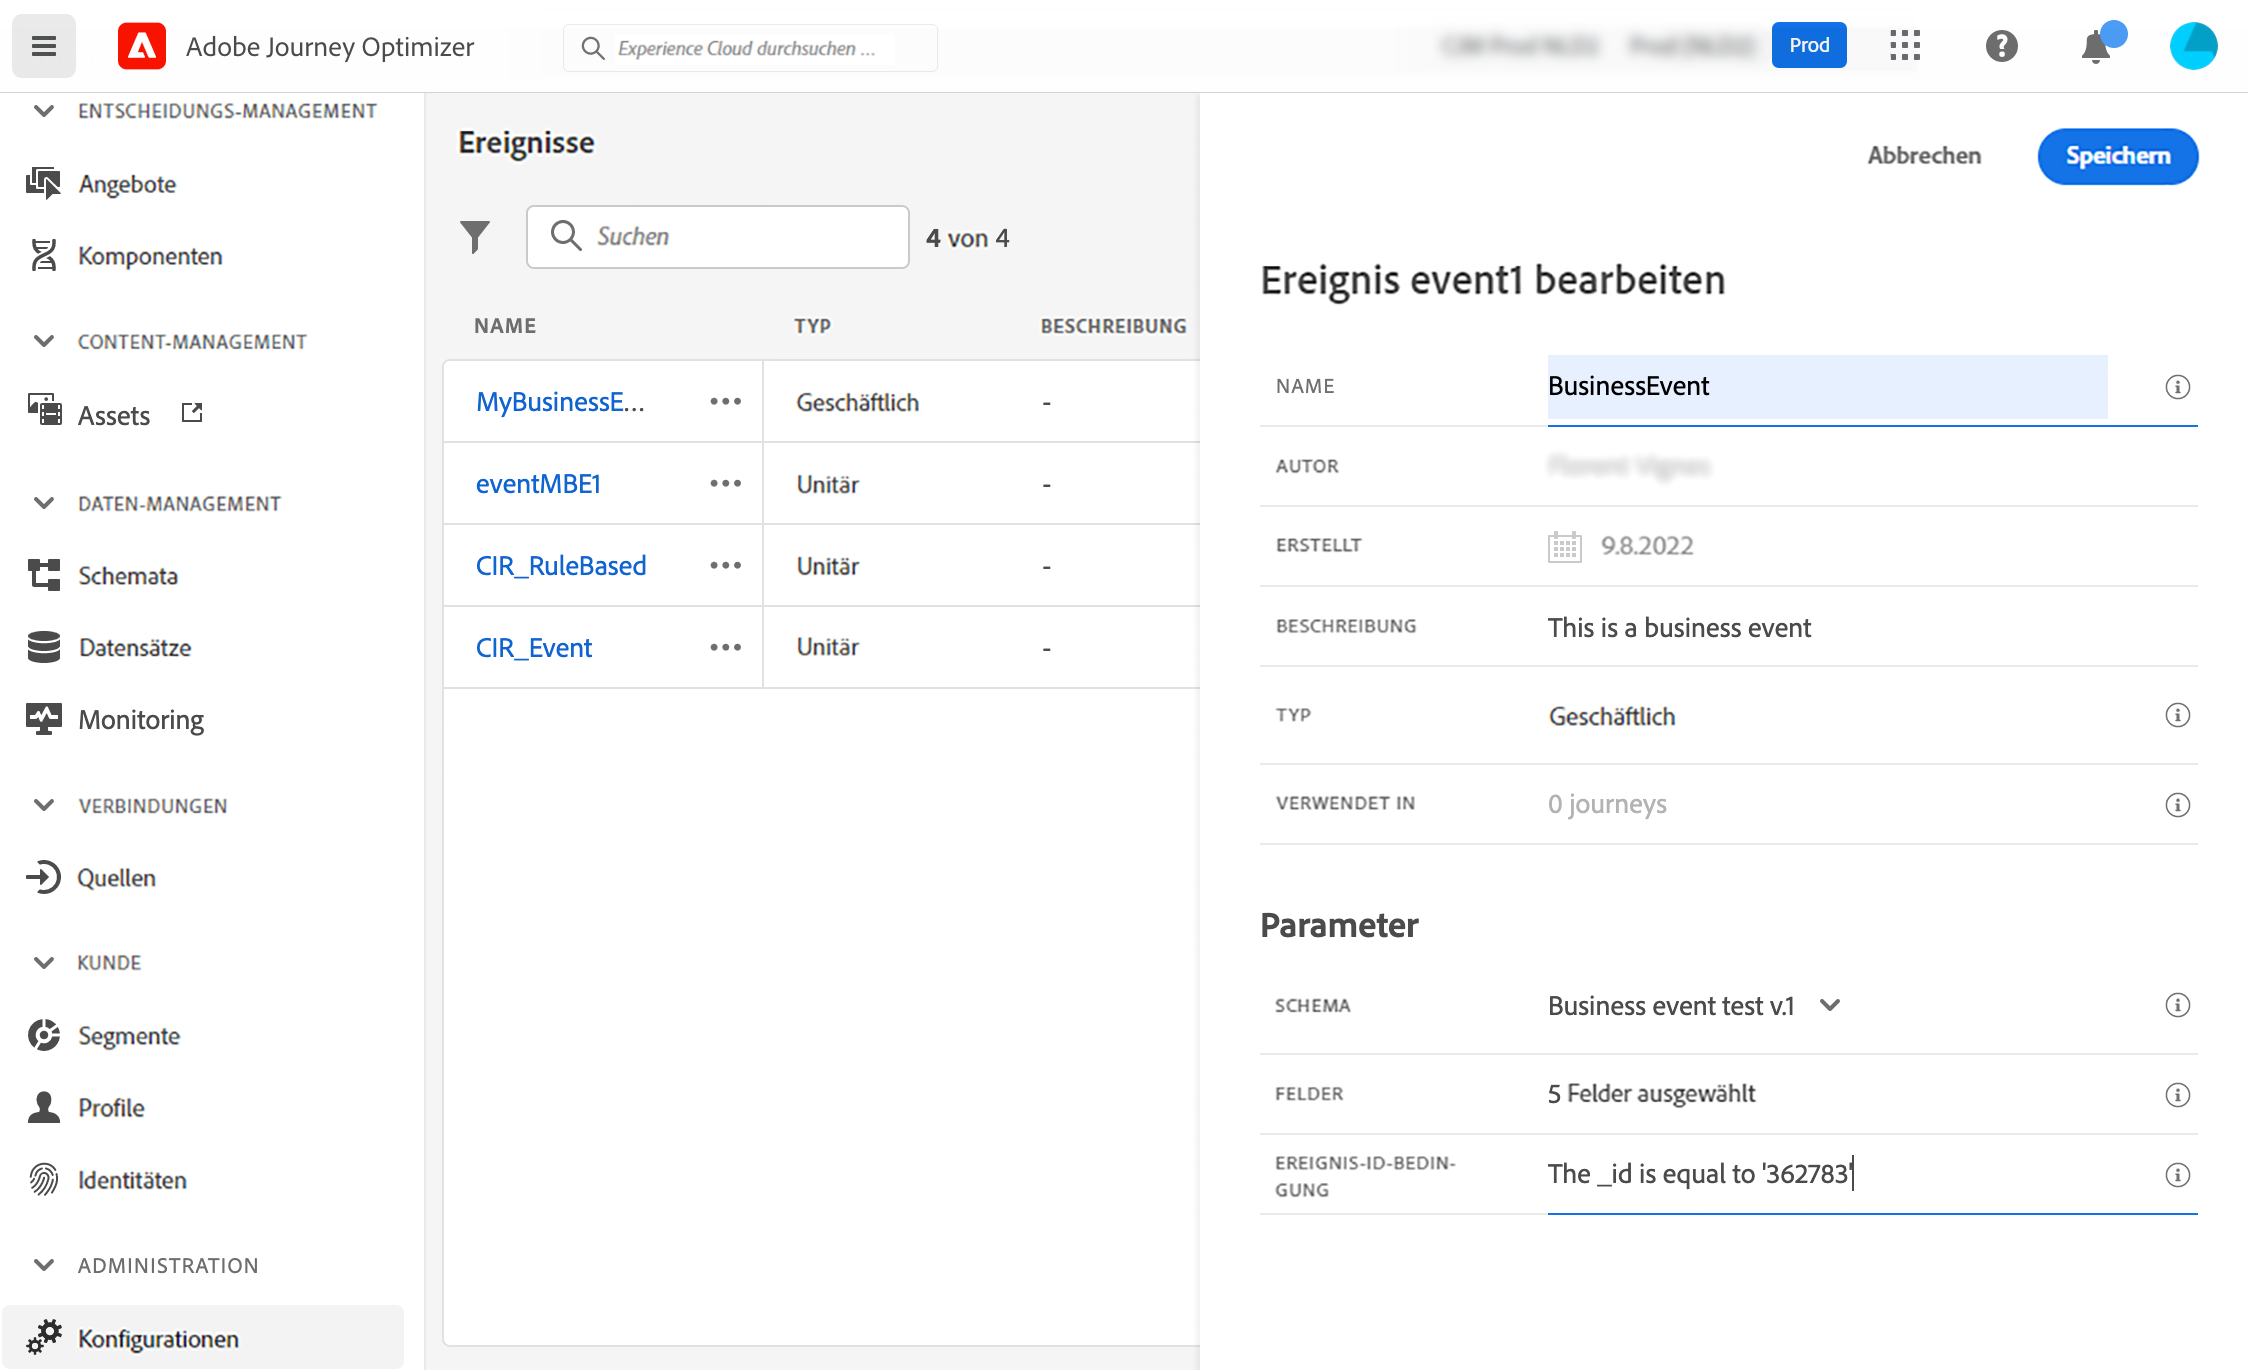 Adobe Journey Optimizer
Experience Cloud durchsuchen ...
Prod
ENTSCHEIDUNGS-MANAGEMENT
Angebote
Komponenten
CONTENT-MANAGEMENT
Assets
DATEN-MANAGEMENT
Schemata
Datensätze
Monitoring
VERBINDUNGEN
Quellen
KUNDE
Segmente
Profile
Identitäten
ADMINISTRATION
Konfigurationen
Ereignisse
Suchen
4 von 4
NAME TYP BESCHREIBUNG
MyBusinessE... ••• Geschäftlich -
eventMBE1 ••• Unitär -
CIR_RuleBased ••• Unitär -
CIR_Event ••• Unitär -
Abbrechen Speichern
Ereignis event1 bearbeiten
NAME BusinessEvent
AUTOR
ERSTELLT 9.8.2022
BESCHREIBUNG This is a business event
TYP Geschäftlich
VERWENDET IN 0 journeys
Parameter
SCHEMA Business event test v.1
FELDER 5 Felder ausgewählt
EREIGNIS-ID-BEDIN-
GUNG
The _id is equal to '362783'